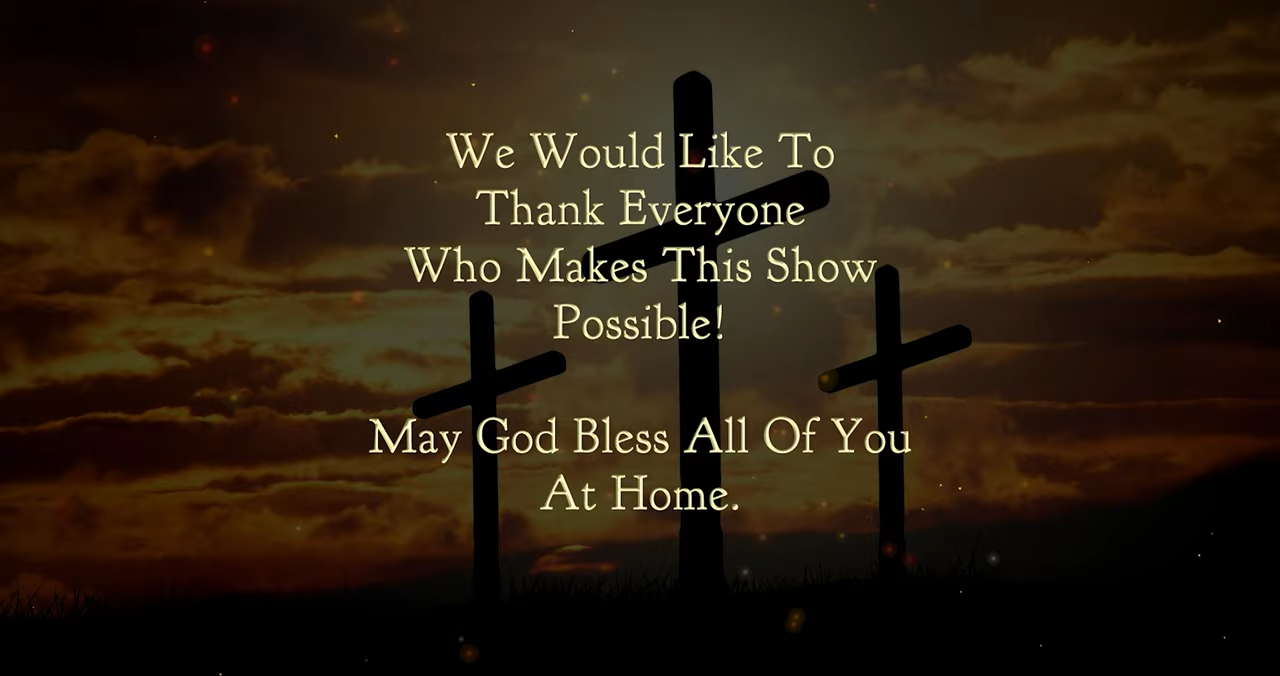 We Would Like To
Thank Everyone
Who Makes This Show
Possible!
May God Bless All Of You
At Home.